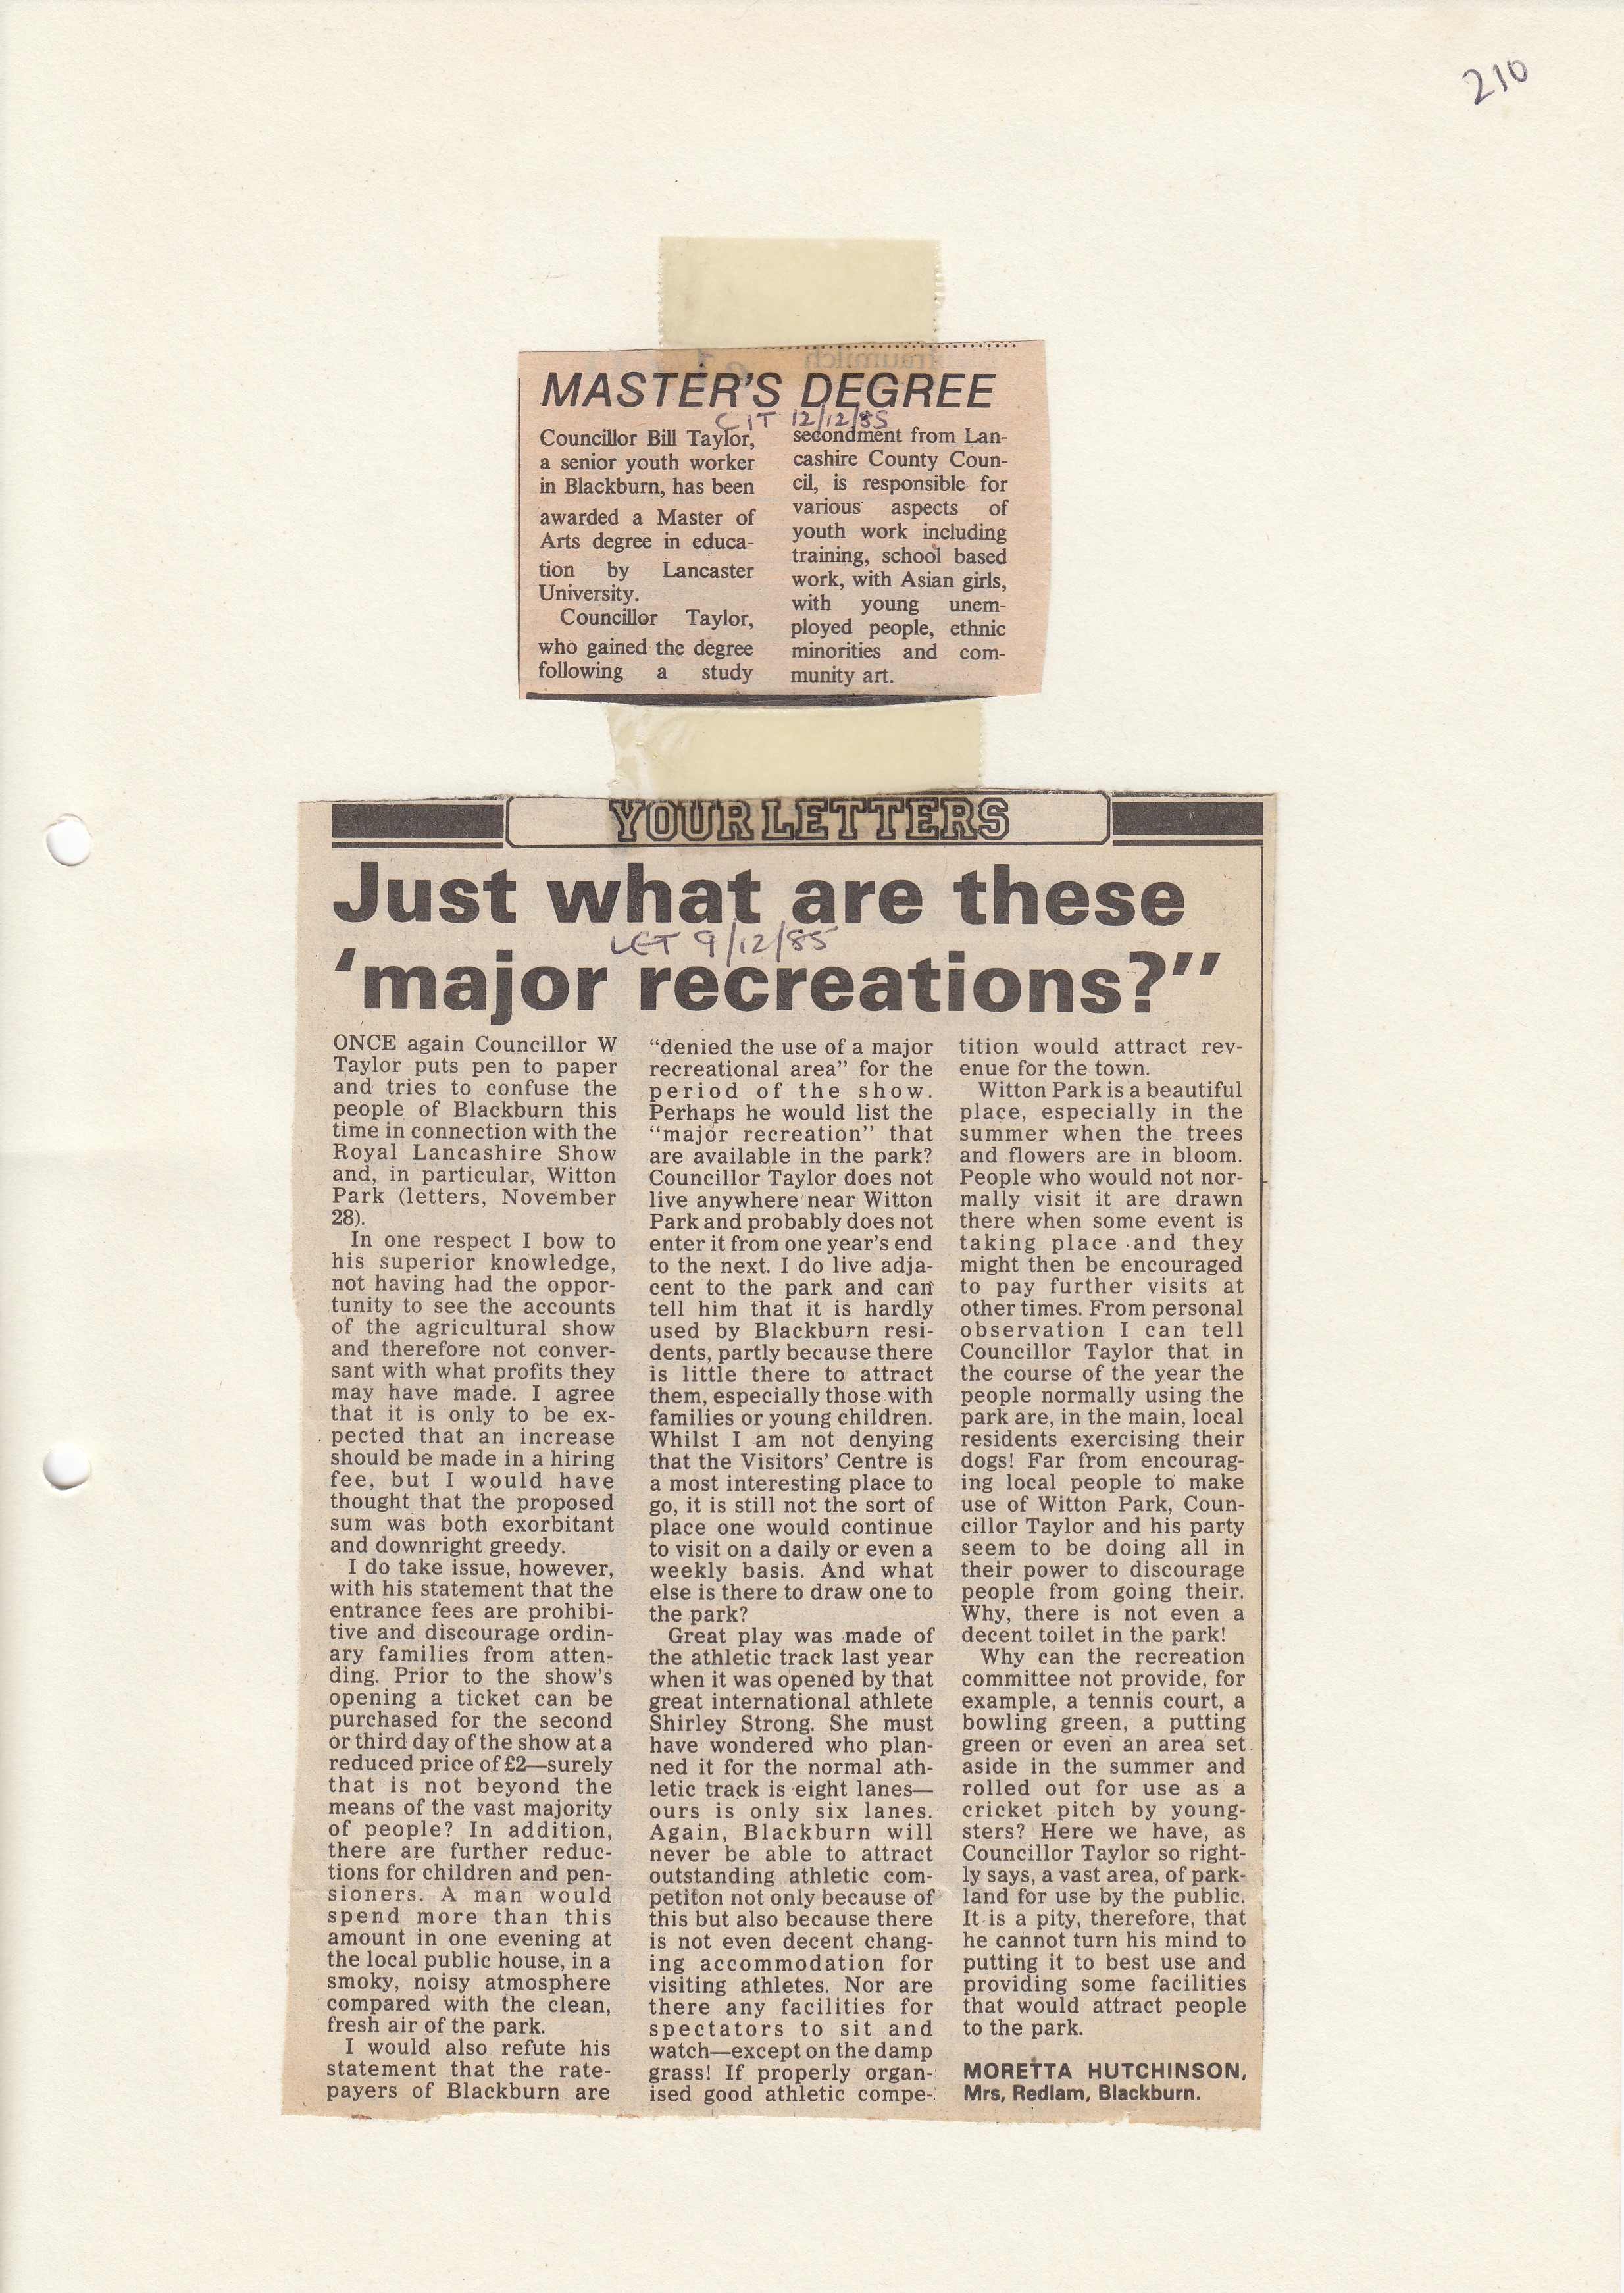 210
MASTER'S DEGREE
CIT 12/12/85
Councillor Bill Taylor,
a senior youth worker
in Blackburn, has been
awarded a Master of
Arts degree in educa-
tion by Lancaster
University.
Councillor Taylor,
who gained the degree
following a study
secondment from Lan-
cashire County Coun-
cil, is responsible for
various aspects of
youth work including
training, school based
work, with Asian girls,
with young unem-
ployed people, ethnic
minorities and com-
munity art.
YOUR LETTERS
Just what are these
LET 9/12/85
'major recreations?"
ONCE again Councillor W
Taylor puts pen to paper
and tries to confuse the
people of Blackburn this
time in connection with the
Royal Lancashire Show
and, in particular, Witton
Park (letters, November
28).
In one respect I bow to
his superior knowledge,
not having had the oppor-
tunity to see the accounts
of the agricultural show
and therefore not conver-
sant with what profits they
may have made. I agree
that it is only to be ex-
pected that an increase
should be made in a hiring
fee, but I would have
thought that the proposed
sum was both exorbitant
and downright greedy.
I do take issue, however,
with his statement that the
entrance fees are prohibi-
tive and discourage ordin-
ary families from atten-
ding. Prior to the show's
opening a ticket can be
purchased for the second
or third day of the show at a
reduced price of £2—surely
that is not beyond the
means of the vast majority
of people? In addition,
there are further reduc-
tions for children and pen-
sioners. A man would
spend more than this
amount in one evening at
the local public house, in a
smoky, noisy atmosphere
compared with the clean,
fresh air of the park.
I would also refute his
statement that the rate-
payers of Blackburn are
"denied the use of a major
recreational area" for the
period of the show.
Perhaps he would list the
"major recreation" that
are available in the park?
Councillor Taylor does not
live anywhere near Witton
Park and probably does not
enter it from one year's end
to the next. I do live adja-
cent to the park and can
tell him that it is hardly
used by Blackburn resi-
dents, partly because there
is little there to attract
them, especially those with
families or young children.
Whilst I am not denying
that the Visitors' Centre is
a most interesting place to
go, it is still not the sort of
place one would continue
to visit on a daily or even a
weekly basis. And what
else is there to draw one to
the park?
Great play was made of
the athletic track last year
when it was opened by that
great international athlete
Shirley Strong. She must
have wondered who plan-
ned it for the normal ath-
letic track is eight lanes—
ours is only six lanes.
Again, Blackburn will
never be able to attract
outstanding athletic com-
petiton not only because of
this but also because there
is not even decent chang-
ing accommodation for
visiting athletes. Nor are
there any facilities for
spectators to sit and
watch—except on the damp
grass! If properly organ-
ised good athletic compe-
tition would attract rev-
enue for the town.
Witton Park is a beautiful
place, especially in the
summer when the trees
and flowers are in bloom.
People who would not nor-
mally visit it are drawn
there when some event is
taking place and they
might then be encouraged
to pay further visits at
other times. From personal
observation I can tell
Councillor Taylor that in
the course of the year the
people normally using the
park are, in the main, local
residents exercising their
dogs! Far from encourag-
ing local people to make
use of Witton Park, Coun-
cillor Taylor and his party
seem to be doing all in
their power to discourage
people from going their.
Why, there is not even a
decent toilet in the park!
Why can the recreation
committee not provide, for
example, a tennis court, a
bowling green, a putting
green or even an area set
aside in the summer and
rolled out for use as a
cricket pitch by young-
sters? Here we have, as
Councillor Taylor so right-
ly says, a vast area, of park-
land for use by the public.
It is a pity, therefore, that
he cannot turn his mind to
putting it to best use and
providing some facilities
that would attract people
to the park.
MORETTA HUTCHINSON,
Mrs, Redlam, Blackburn.